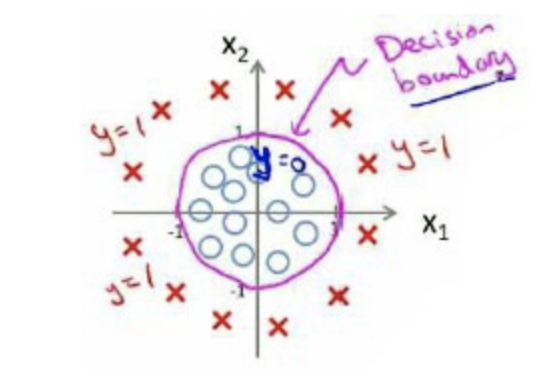 x₂
Decision
boundary
y=1
1
y=0
y=1
-1
1
x₁
y=1
-1